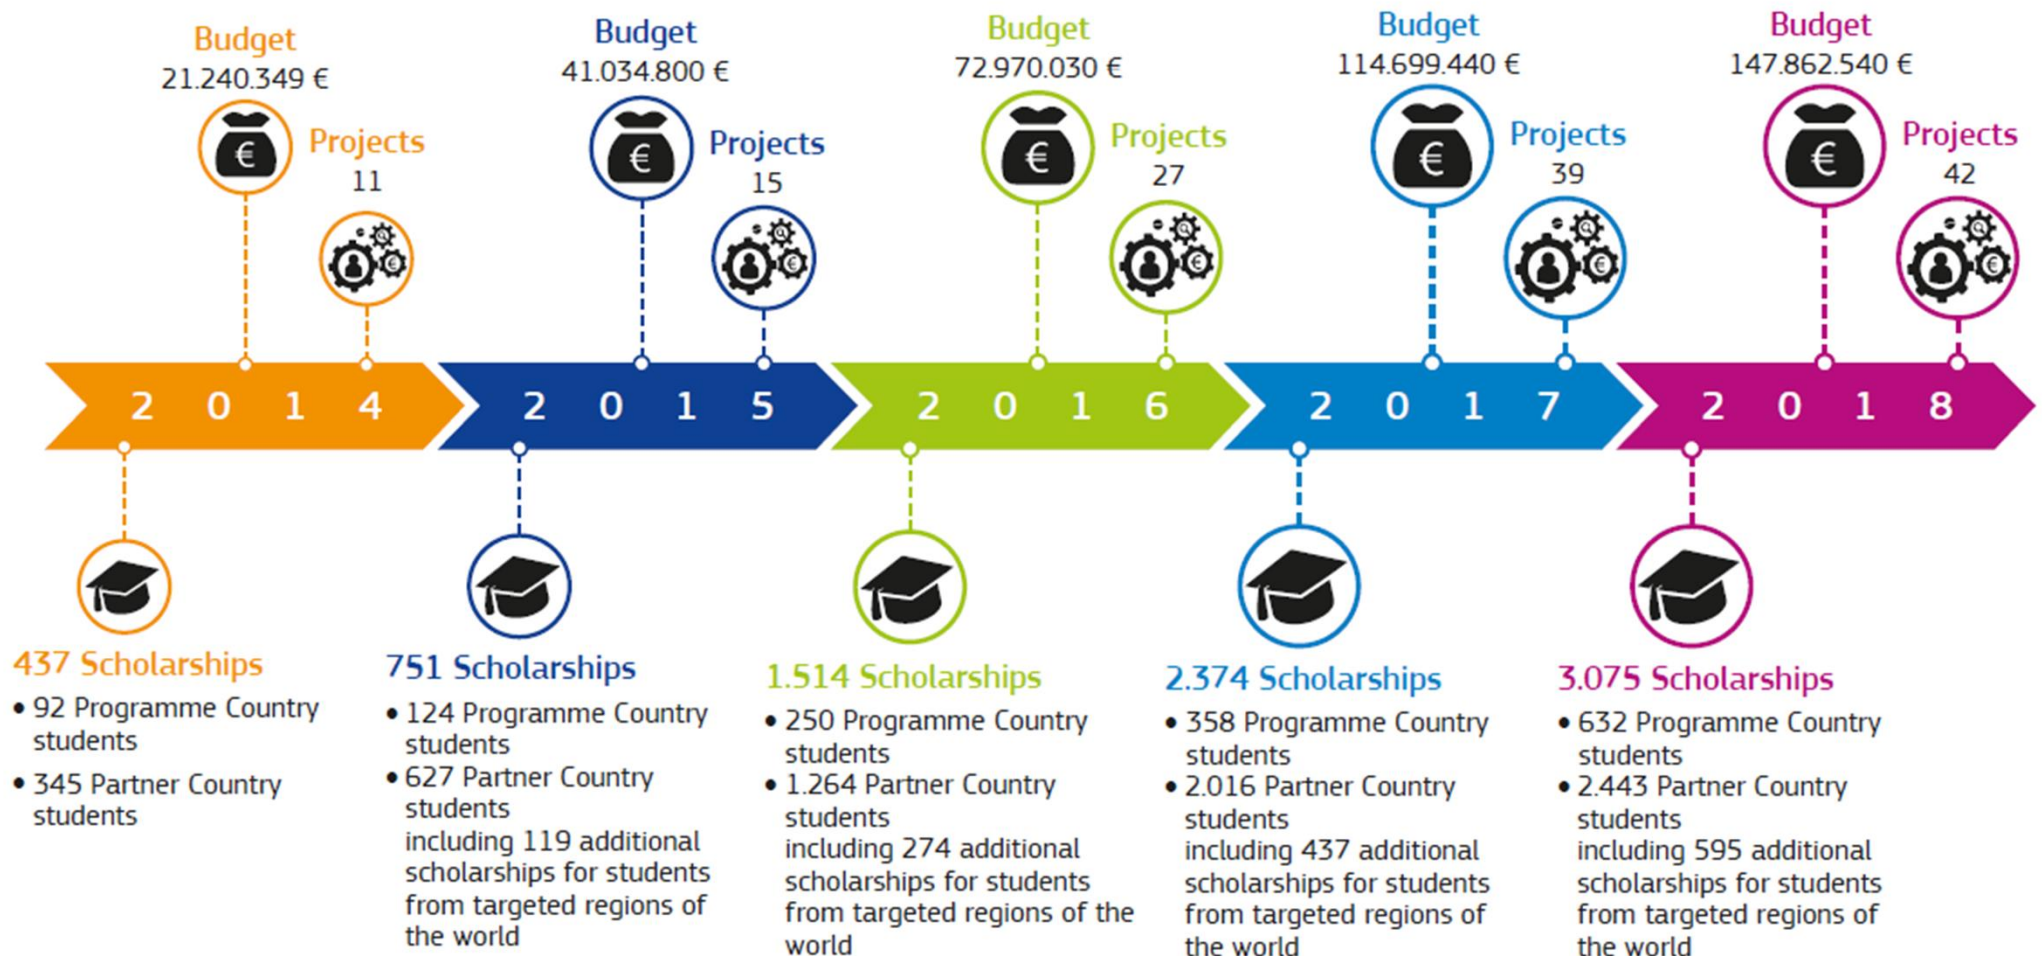 Budget
21.240.349 €
Projects
11
Budget
41.034.800 €
Projects
15
Budget
72.970.030 €
Projects
27
Budget
114.699.440 €
Projects
39
Budget
147.862.540 €
Projects
42
2 0 1 4
2 0 1 5
2 0 1 6
2 0 1 7
2 0 1 8
437 Scholarships
• 92 Programme Country
students
• 345 Partner Country
students
751 Scholarships
• 124 Programme Country
students
• 627 Partner Country
students
including 119 additional
scholarships for students
from targeted regions of
the world
1.514 Scholarships
• 250 Programme Country
students
• 1.264 Partner Country
students
including 274 additional
scholarships for students
from targeted regions of the
world
2.374 Scholarships
• 358 Programme Country
students
• 2.016 Partner Country
students
including 437 additional
scholarships for students
from targeted regions of
the world
3.075 Scholarships
• 632 Programme Country
students
• 2.443 Partner Country
students
including 595 additional
scholarships for students
from targeted regions of
the world